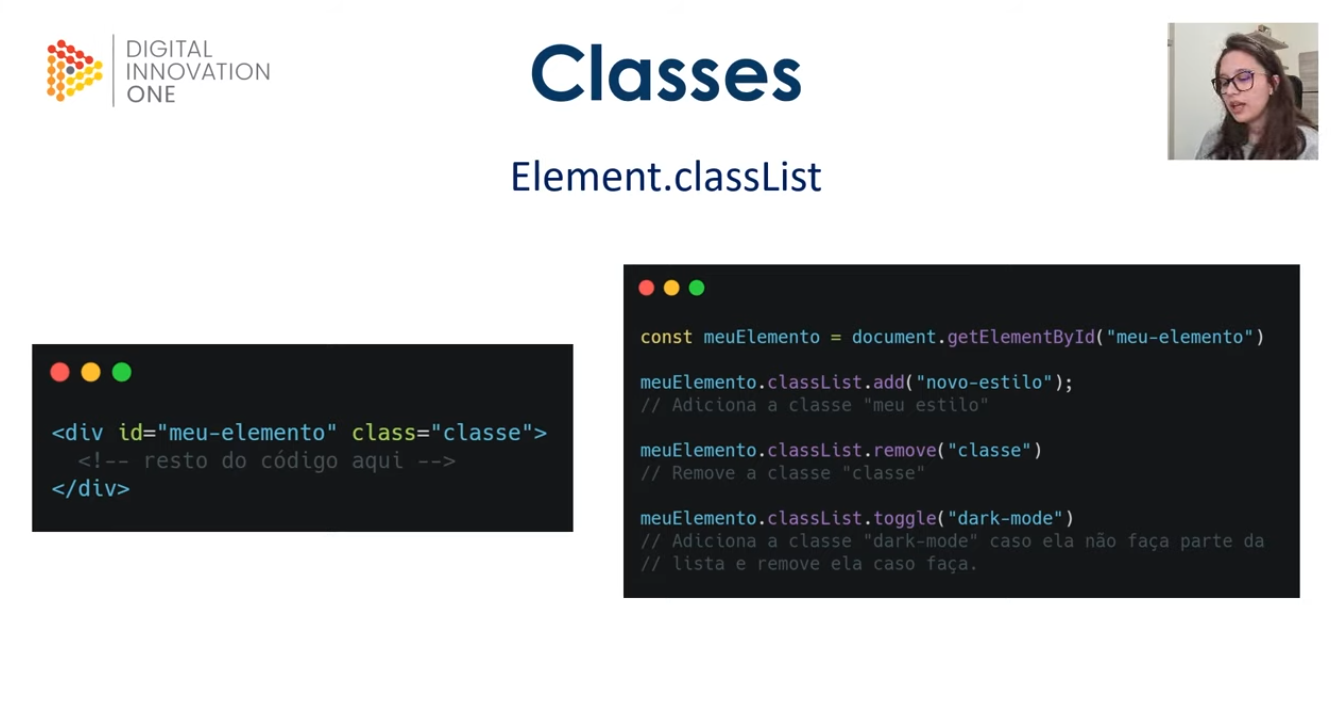 DIGITAL
INNOVATION
ONE
Classes
Element.classList
<div id="meu-elemento" class="classe">
<!-- resto do código aqui -->
</div>
const meuElemento = document.getElementById("meu-elemento")
meuElemento.classList.add("novo-estilo");
// Adiciona a classe "meu estilo"
meuElemento.classList.remove("classe")
// Remove a classe "classe"
meuElemento.classList.toggle("dark-mode")
// Adiciona a classe "dark-mode" caso ela não faça parte da
// lista e remove ela caso faça.